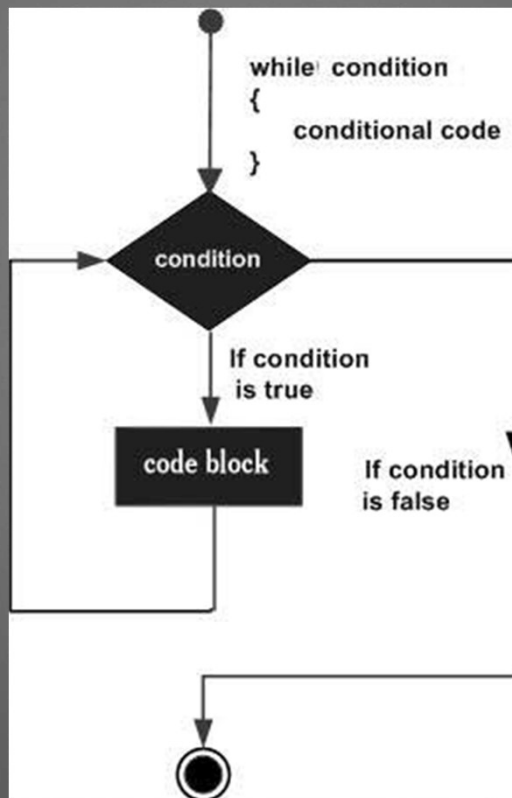 while condition
{
conditional code
}
condition
If condition
is true
code block
If condition
is false